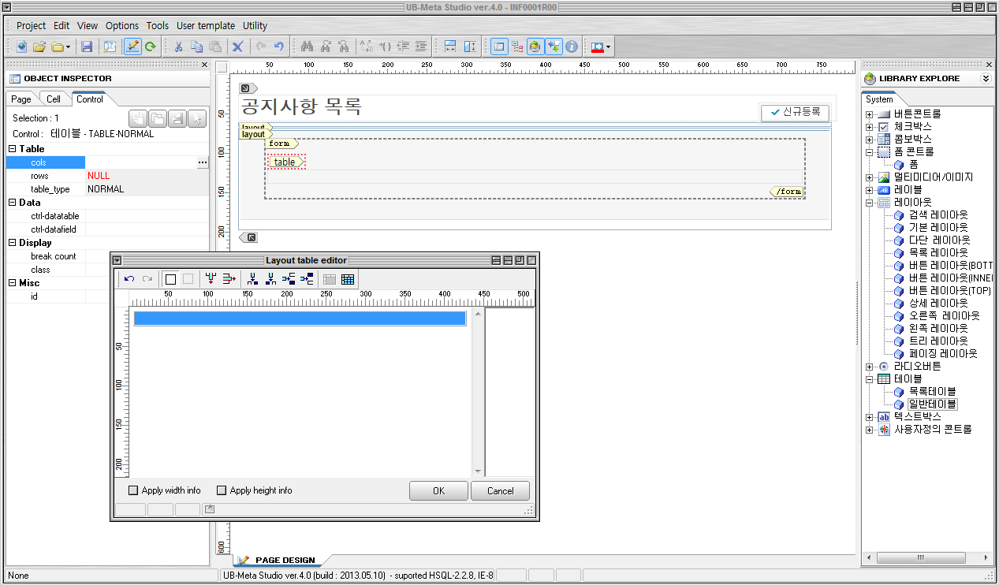 UB-Meta Studio ver.4.0 - INF0001R00
Project Edit View Options Tools User template Utility
OBJECT INSPECTOR
Page Cell Control
Selection : 1
Control : 테이블 - TABLE-NORMAL
Table
cols ...
rows NULL
table_type NORMAL
Data
ctrl-datatable
ctrl-datafield
Display
break count
class
Misc
id
50 100 150 200 250 300 350 400 450 500 550 600 650 700 750
50
100
150
200
600
공지사항 목록
신규등록
layout
layout
form
table
/form
Layout table editor
50 100 150 200 250 300 350 400 450 500
50
100
150
200
Apply width info Apply height info OK Cancel
LIBRARY EXPLORE
System
버튼콘트롤
체크박스
콤보박스
폼 콘트롤
폼
멀티미디어/이미지
레이블
레이아웃
검색 레이아웃
기본 레이아웃
다단 레이아웃
목록 레이아웃
버튼 레이아웃(BOTT
버튼 레이아웃(INNEI
버튼 레이아웃(TOP)
상세 레이아웃
오른쪽 레이아웃
왼쪽 레이아웃
트리 레이아웃
페이징 레이아웃
라디오버튼
테이블
목록테이블
일반테이블
텍스트박스
사용자정의 콘트롤
PAGE DESIGN
None
UB-Meta Studio ver.4.0 (build : 2013.05.10) - suported HSQL-2.2.8, IE-8